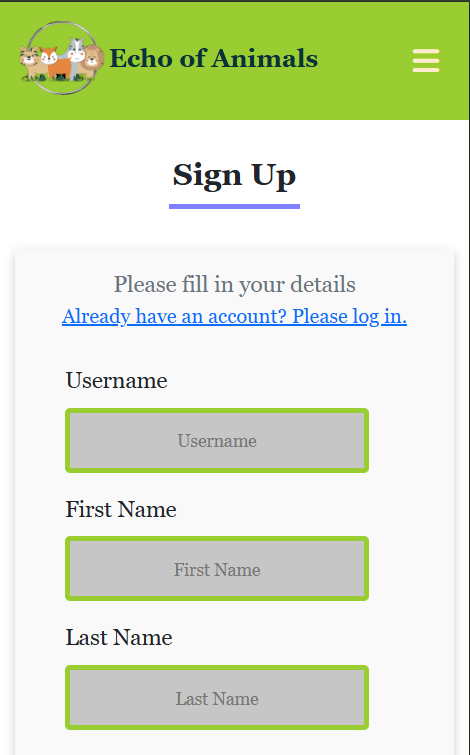 Echo of Animals
Sign Up
Please fill in your details
Already have an account? Please log in.
Username
Username
First Name
First Name
Last Name
Last Name